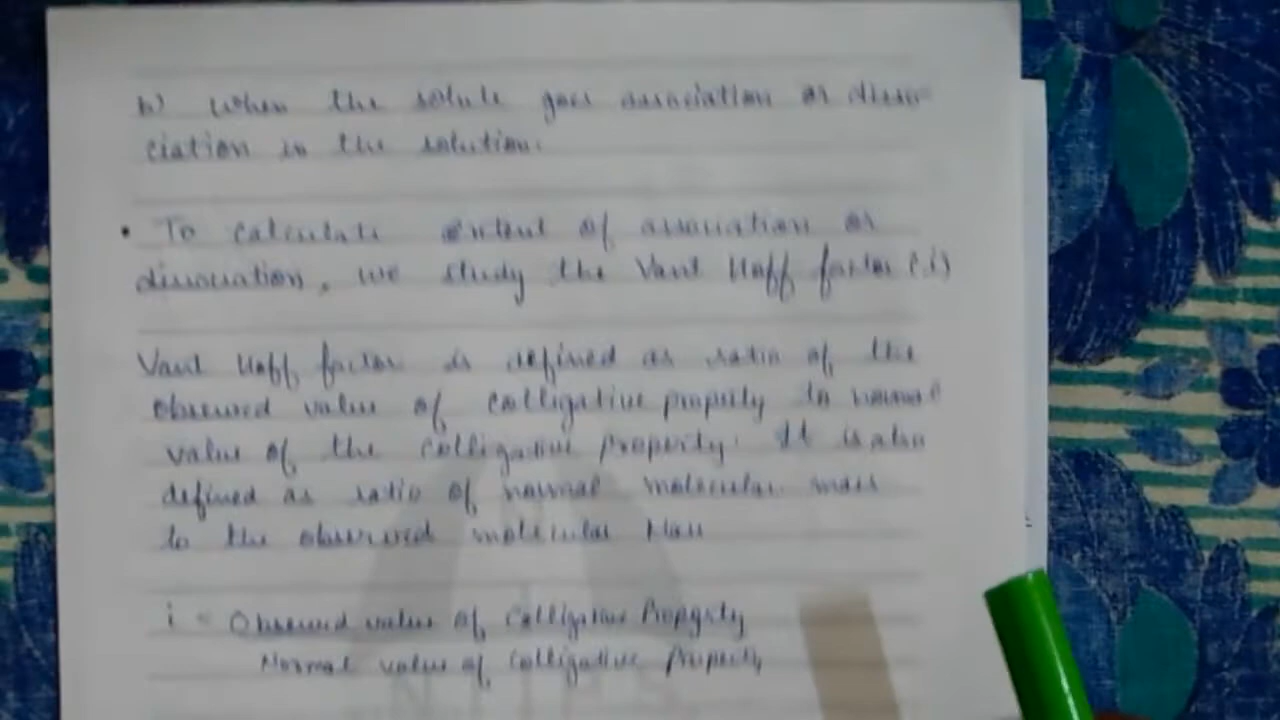 b) When the solute goes association or disso-
ciation in the solution.
• To calculate extent of association or
dissociation, we study the Vant Hoff factor (i)
Vant Hoff factor is defined as ratio of the
observed value of colligative property to normal
value of the colligative property. It is also
defined as ratio of normal molecular mass
to the observed molecular Mass
i = Observed value of Colligative Property
Normal value of Colligative Property